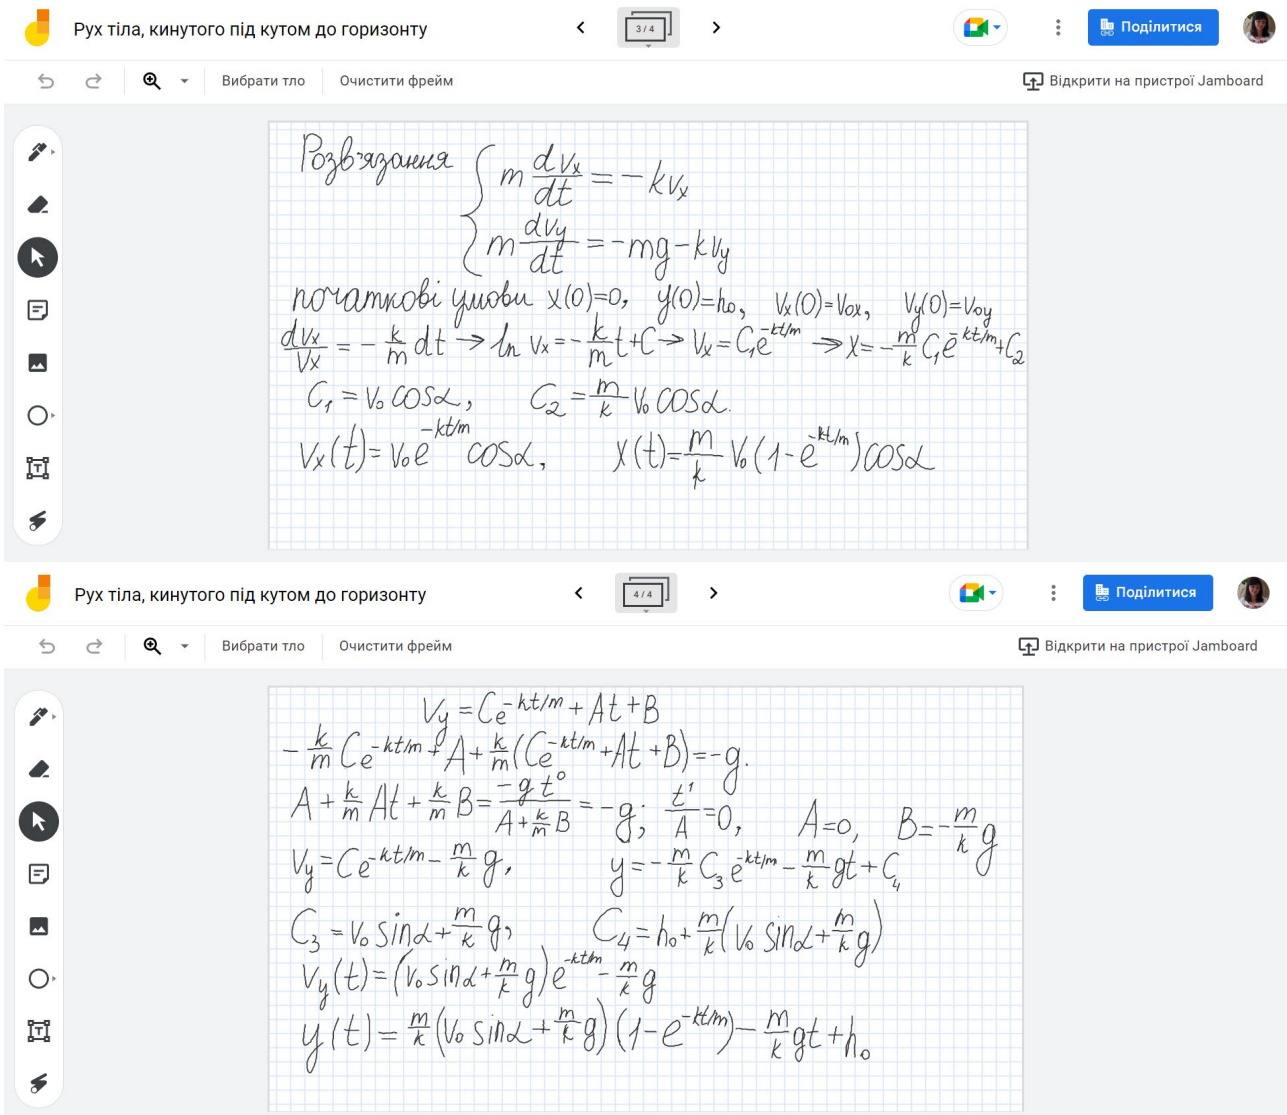 Рух тіла, кинутого під кутом до горизонту
3 / 4
Поділитися
Вибрати тло
Очистити фрейм
Відкрити на пристрої Jamboard
Розв'язання
m dvx/dt = -kvx
m dvy/dt = -mg - kvy
початкові умови x(0)=0, y(0)=h₀, vx(0)=v₀x, vy(0)=v₀y
dvx/vx = - k/m dt → ln vx = - k/m t + C → vx = C₁e^(-kt/m) → x = - m/k C₁e^(-kt/m) + C₂
C₁ = v₀ cosα, C₂ = m/k v₀ cosα.
vx(t) = v₀e^(-kt/m) cosα, x(t) = m/k v₀(1 - e^(-kt/m))cosα
Рух тіла, кинутого під кутом до горизонту
4 / 4
Поділитися
Вибрати тло
Очистити фрейм
Відкрити на пристрої Jamboard
vy = Ce^(-kt/m) + At + B
- k/m Ce^(-kt/m) + A + k/m (Ce^(-kt/m) + At + B) = -g.
A + k/m At + k/m B = (-g t⁰)/(A + k/m B) = -g; t¹/A = 0, A = 0, B = - m/k g
vy = Ce^(-kt/m) - m/k g, y = - m/k C₃e^(-kt/m) - m/k gt + C₄
C₃ = v₀ sinα + m/k g, C₄ = h₀ + m/k (v₀ sinα + m/k g)
vy(t) = (v₀ sinα + m/k g) e^(-kt/m) - m/k g
y(t) = m/k (v₀ sinα + m/k g)(1 - e^(-kt/m)) - m/k gt + h₀